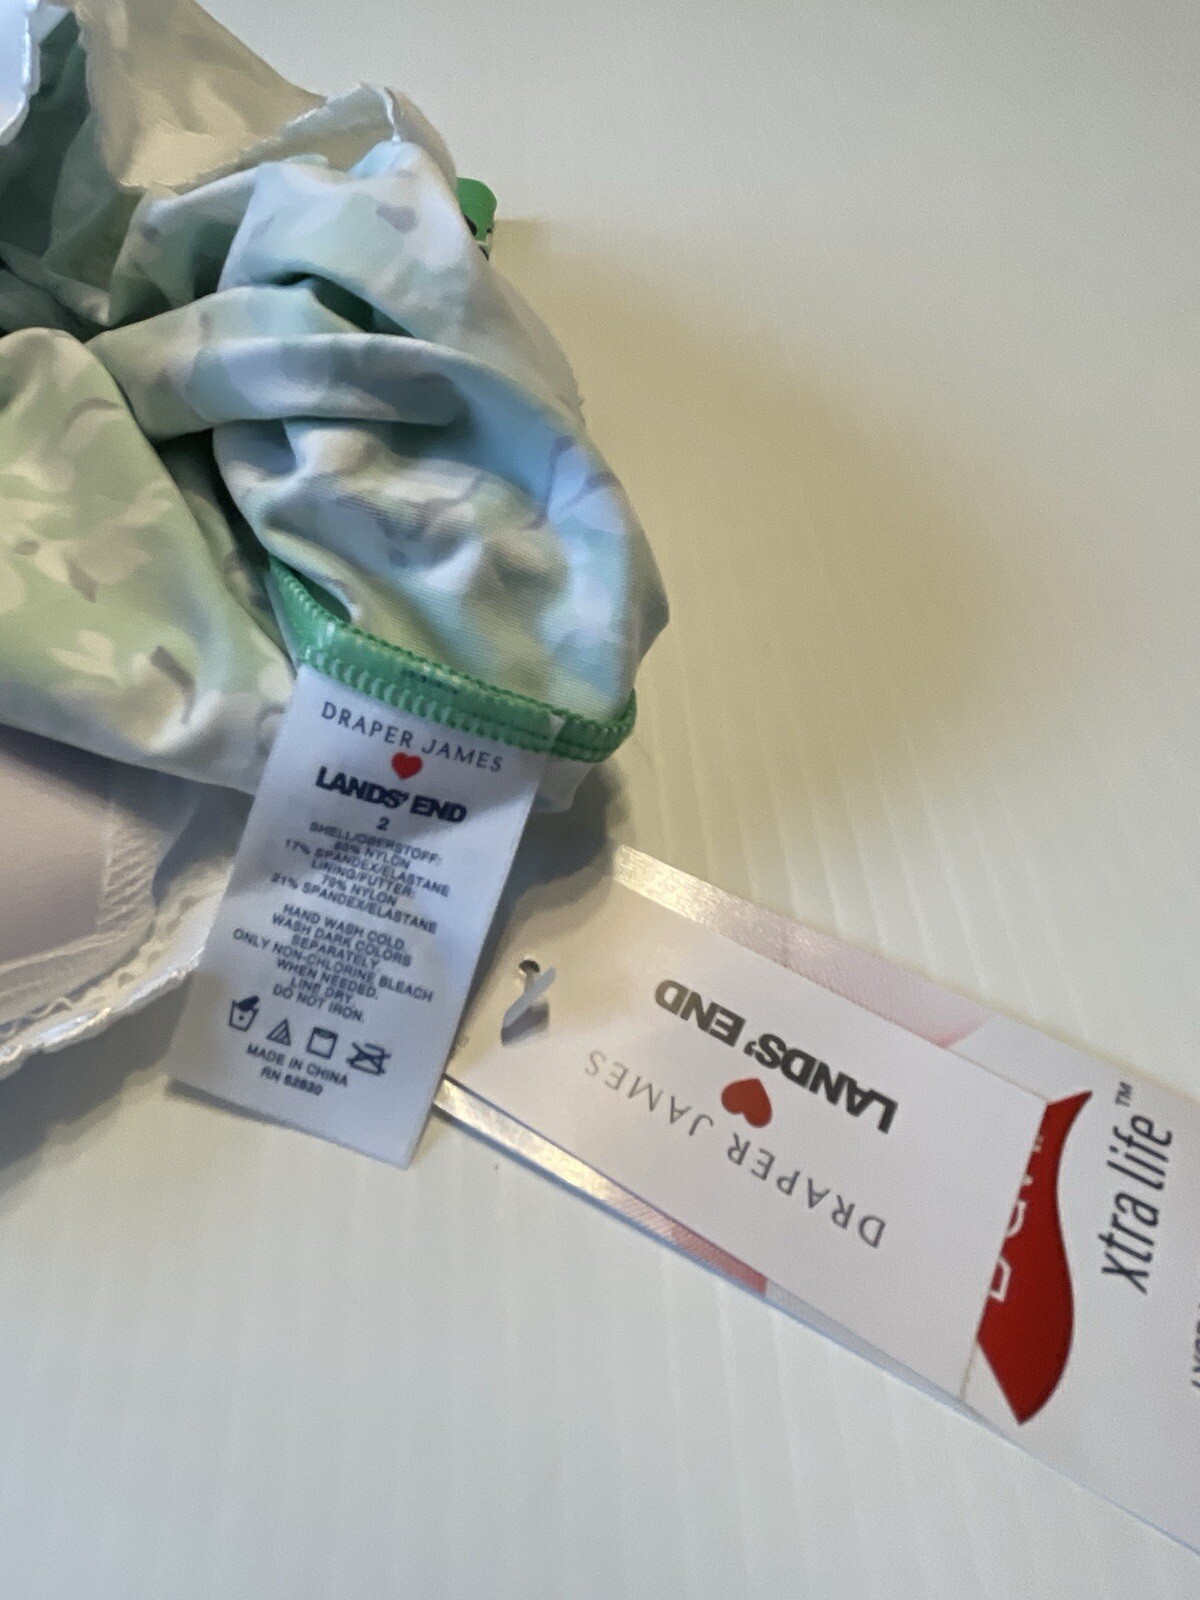 DRAPER JAMES
LANDS' END
2
SHELL/OBERSTOFF:
83% NYLON
17% SPANDEX/ELASTANE
LINING/FUTTER:
79% NYLON
21% SPANDEX/ELASTANE
HAND WASH COLD.
WASH DARK COLORS
SEPARATELY.
ONLY NON-CHLORINE BLEACH
WHEN NEEDED.
LINE DRY.
DO NOT IRON.
MADE IN CHINA
RN 62830
DRAPER JAMES
LANDS' END
xtra life™